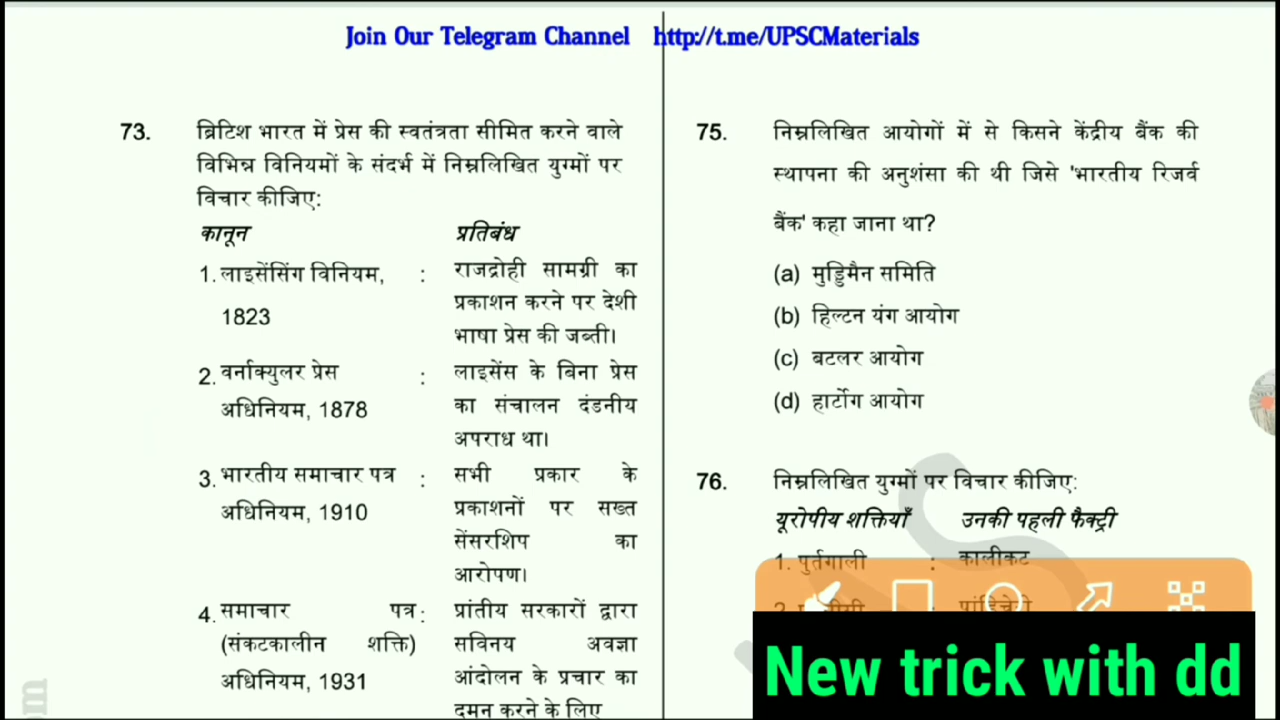 Join Our Telegram Channel http://t.me/UPSCMaterials
73. ब्रिटिश भारत में प्रेस की स्वतंत्रता सीमित करने वाले
विभिन्न विनियमों के संदर्भ में निम्नलिखित युग्मों पर
विचार कीजिए:
कानून प्रतिबंध
1. लाइसेंसिंग विनियम, : राजद्रोही सामग्री का
1823 प्रकाशन करने पर देशी
भाषा प्रेस की जब्ती।
2. वर्नाक्युलर प्रेस : लाइसेंस के बिना प्रेस
अधिनियम, 1878 का संचालन दंडनीय
अपराध था।
3. भारतीय समाचार पत्र : सभी प्रकार के
अधिनियम, 1910 प्रकाशनों पर सख्त
सेंसरशिप का
आरोपण।
4. समाचार पत्र : प्रांतीय सरकारों द्वारा
(संकटकालीन शक्ति) सविनय अवज्ञा
अधिनियम, 1931 आंदोलन के प्रचार का
दमन करने के लिए
75. निम्नलिखित आयोगों में से किसने केंद्रीय बैंक की
स्थापना की अनुशंसा की थी जिसे 'भारतीय रिजर्व
बैंक' कहा जाना था?
(a) मुड्डिमैन समिति
(b) हिल्टन यंग आयोग
(c) बटलर आयोग
(d) हार्टोग आयोग
76. निम्नलिखित युग्मों पर विचार कीजिए:
यूरोपीय शक्तियाँ उनकी पहली फैक्ट्री
1. पुर्तगाली : कालीकट
2. :
New trick with dd